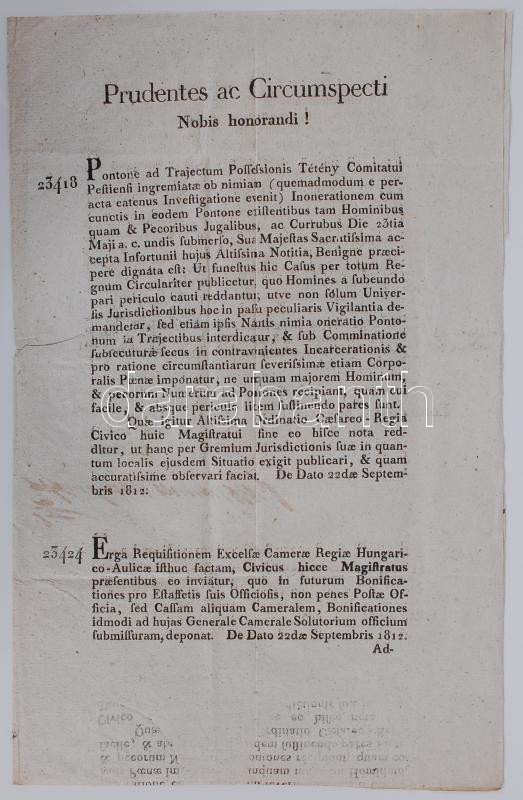 Prudentes ac Circumspecti
Nobis honorandi !
23418
Pontone ad Trajectum Possessionis Tétény Comitatui
Pestiensi ingremiatæ ob nimian (quemadmodum e per-
acta eatenus Investigatione evenit) Inonerationem cum
cunctis in eodem Pontone existentibus tam Hominibus
quam & Pecoribus Jugalibus, ac Curribus Die 23tia
Maji a. c. undis submerso, Sua Majestas Sacratissima ac-
cepta Infortunii hujus Altissima Notitia, Benigne præci-
pere dignata est: Ut funestus hic Casus per totum Re-
gnum Circulariter publicetur, quo Homines a subeundo
pari periculo cauti reddantur; utve non sólum Univer-
sis Jurisdictionibus hoc in passu peculiaris Vigilantia de-
mandetur, sed etiám ipsis Nautis nimia oneratio Ponto-
num in Trajectibus interdicatur, & sub Comminatione
subsecuturæ secus in contravenientes Incarcerationis &
pro ratione circumstantiarum severissimæ etiam Corpo-
ralis Pœnæ imponatur, ne unquam majorem Hominum,
& pecorum Numerum ad Pontones recipiant, quam cui
facile, & absque periculo litem sustinendo pares sunt.
Quæ igitur Altissima Ordinatio Cæsareo-Regia
Civico huic Magistratui fine eo hisce nota red-
ditur, ut hanc per Gremium Jurisdictionis suæ in quan-
tum localis ejusdem Situatio exigit publicari, & quam
accuratissime observari faciat. De Dato 22dæ Septem-
bris 1812:
23424
Erga Requisitionem Excelsæ Cameræ Regiæ Hungari-
co-Aulicæ isthuc factam, Civicus hicce Magistratus
præsentibus eo inviatur, quo in futurum Bonifica-
tiones pro Estaffetis suis Officiosis, non penes Postæ Of-
ficia, sed Cassam aliquam Cameralem, Bonificationes
idmodi ad hujas Generale Camerale Solutorium officium
submissuram, deponat. De Dato 22dæ Septembris 1812.
Ad-
darabanth